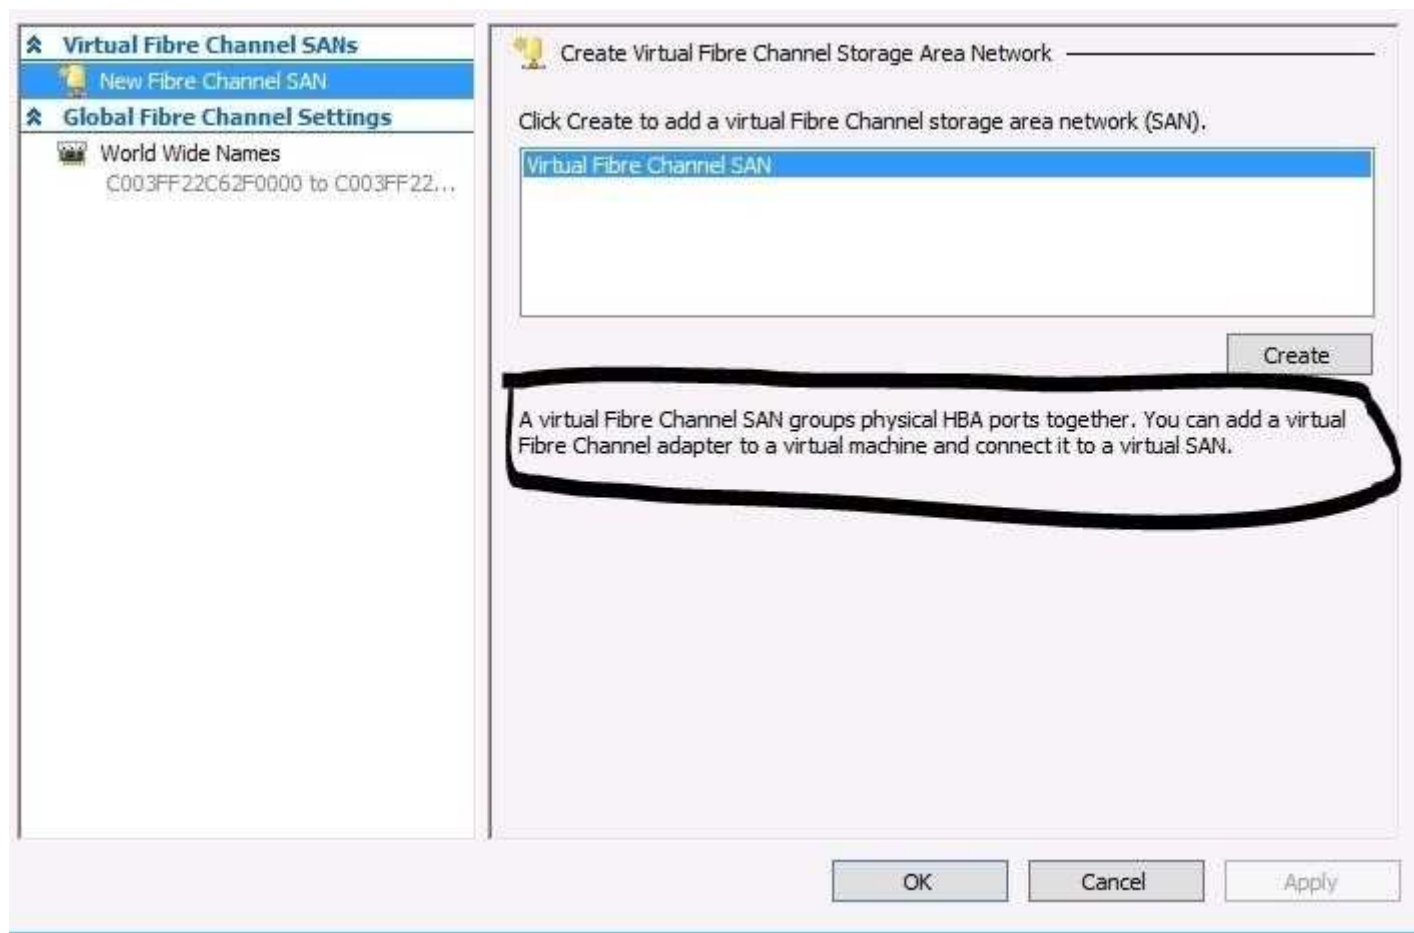 Virtual Fibre Channel SANs
New Fibre Channel SAN
Global Fibre Channel Settings
World Wide Names
C003FF22C62F0000 to C003FF22...
Create Virtual Fibre Channel Storage Area Network
Click Create to add a virtual Fibre Channel storage area network (SAN).
Virtual Fibre Channel SAN
Create
A virtual Fibre Channel SAN groups physical HBA ports together. You can add a virtual
Fibre Channel adapter to a virtual machine and connect it to a virtual SAN.
OK
Cancel
Apply